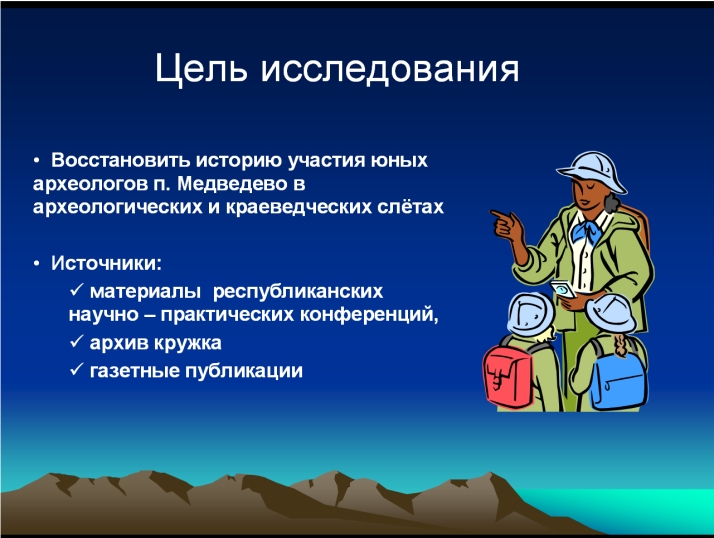 Цель исследования
• Восстановить историю участия юных
археологов п. Медведево в
археологических и краеведческих слётах
• Источники:
✓ материалы республиканских
научно – практических конференций,
✓ архив кружка
✓ газетные публикации